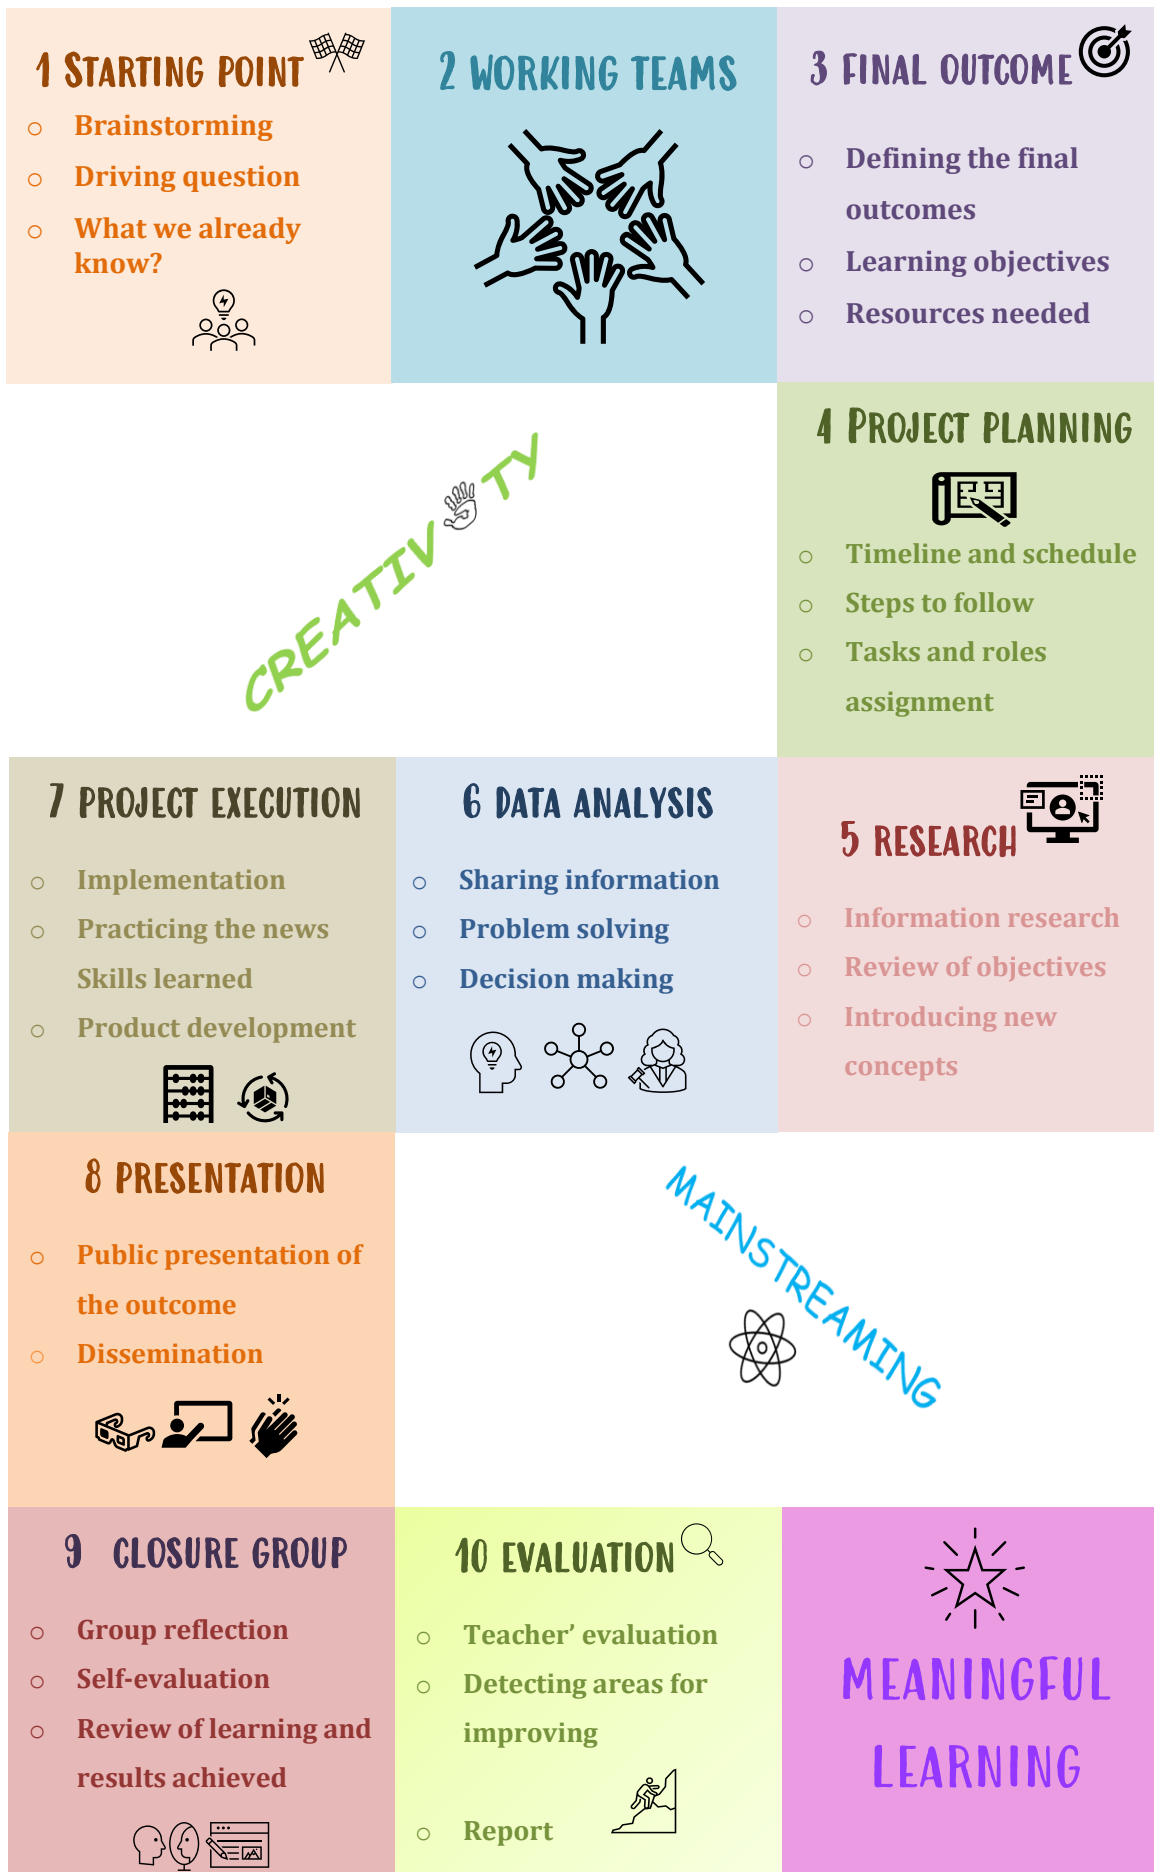 1 STARTING POINT
Brainstorming
Driving question
What we already
know?
2 WORKING TEAMS
3 FINAL OUTCOME
Defining the final
outcomes
Learning objectives
Resources needed
CREATIV TY
4 PROJECT PLANNING
Timeline and schedule
Steps to follow
Tasks and roles
assignment
5 RESEARCH
Information research
Review of objectives
Introducing new
concepts
6 DATA ANALYSIS
Sharing information
Problem solving
Decision making
7 PROJECT EXECUTION
Implementation
Practicing the news
Skills learned
Product development
8 PRESENTATION
Public presentation of
the outcome
Dissemination
MAINSTREAMING
9 CLOSURE GROUP
Group reflection
Self-evaluation
Review of learning and
results achieved
10 EVALUATION
Teacher’ evaluation
Detecting areas for
improving
Report
MEANINGFUL
LEARNING